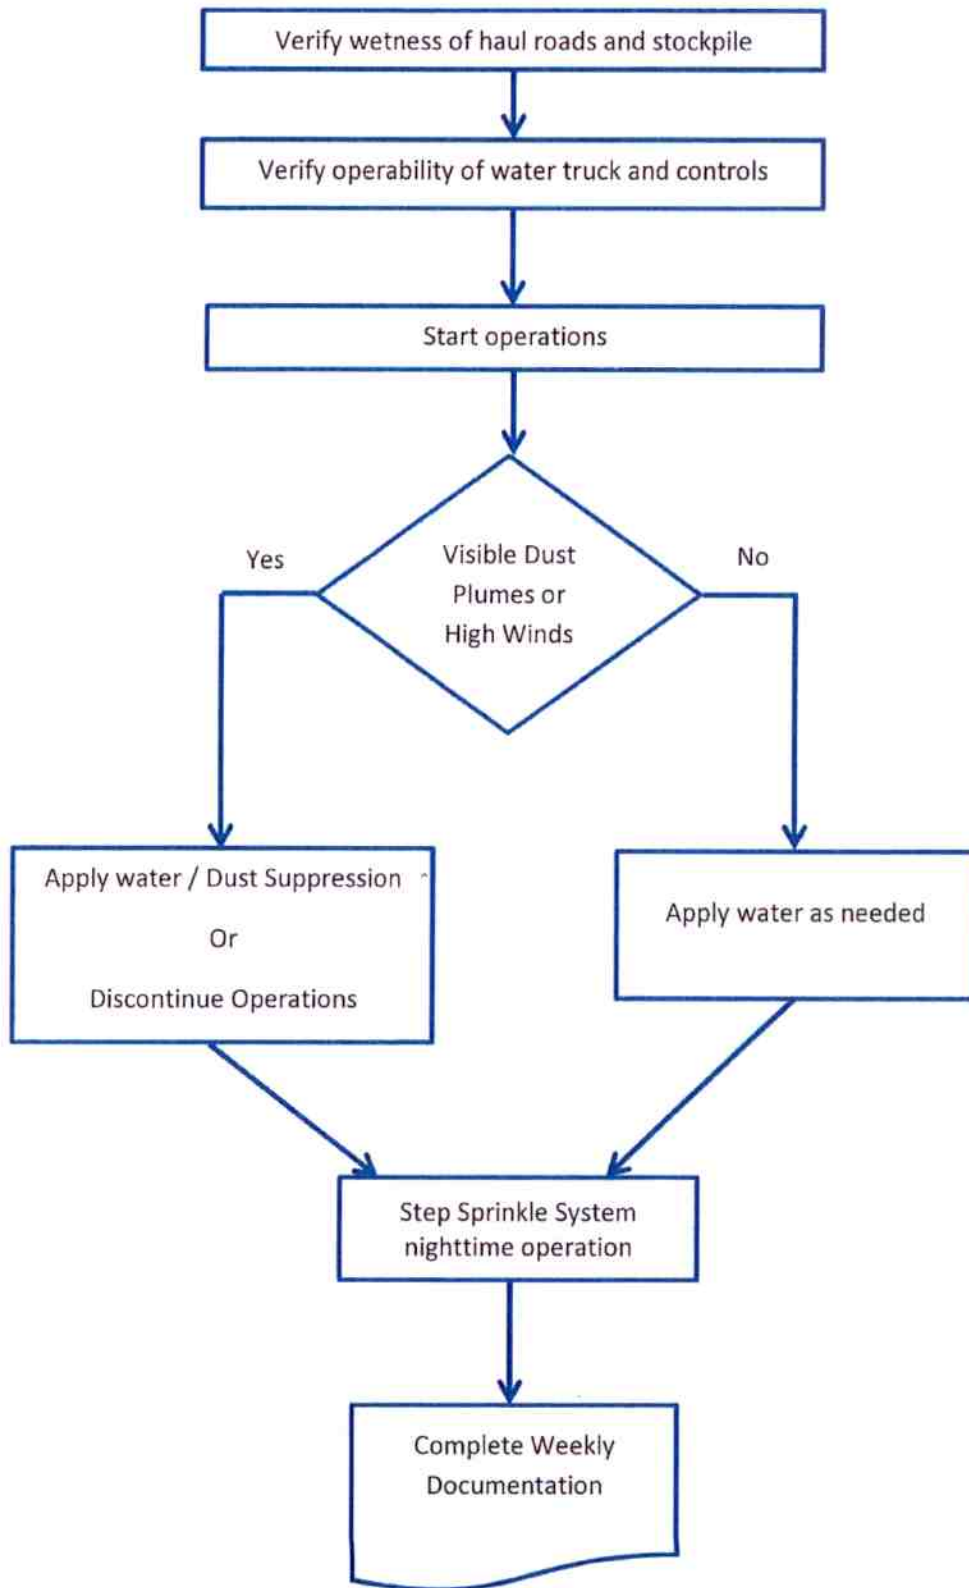 Verify wetness of haul roads and stockpile
Verify operability of water truck and controls
Start operations
Visible Dust
Plumes or
High Winds
Yes
No
Apply water / Dust Suppression
Or
Discontinue Operations
Apply water as needed
Step Sprinkle System
nighttime operation
Complete Weekly
Documentation